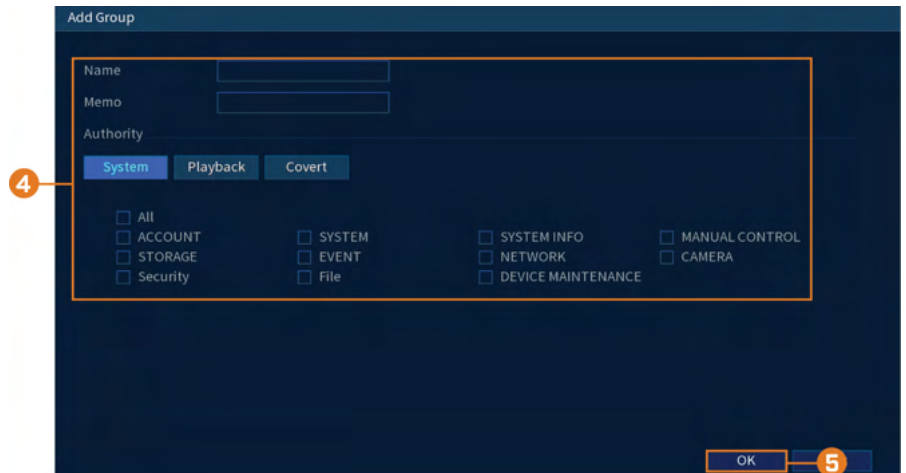 Add Group
Name
Memo
Authority
System Playback Covert
4
All
ACCOUNT SYSTEM SYSTEM INFO MANUAL CONTROL
STORAGE EVENT NETWORK CAMERA
Security File DEVICE MAINTENANCE
OK 5